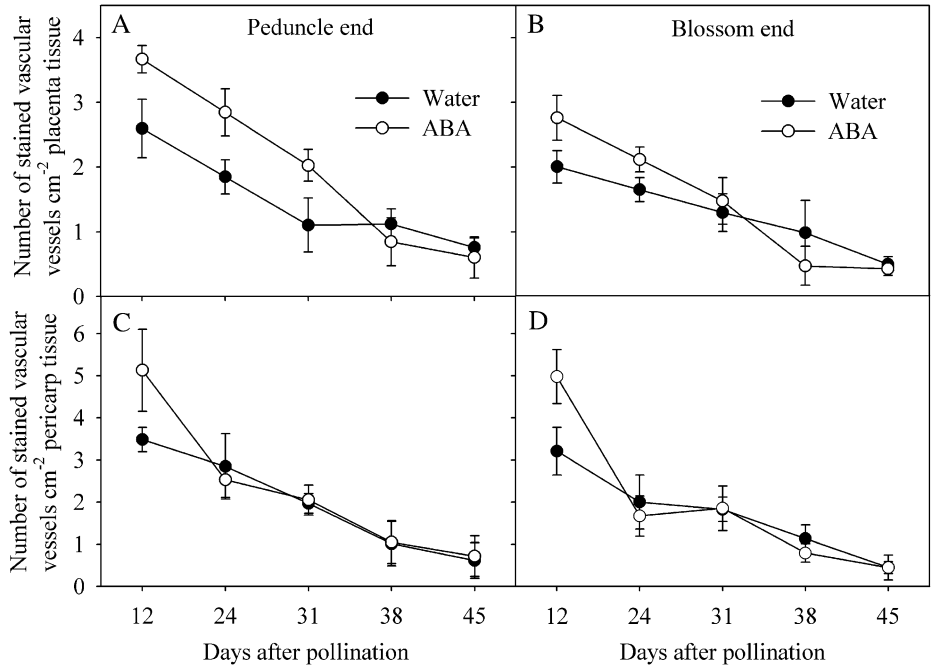 A
Peduncle end
B
Blossom end
Number of stained vascular
vessels cm⁻² placenta tissue
4
3
2
1
0
Water
ABA
Water
ABA
C
D
Number of stained vascular
vessels cm⁻² pericarp tissue
6
5
4
3
2
1
0
12 24 31 38 45
12 24 31 38 45
Days after pollination
Days after pollination